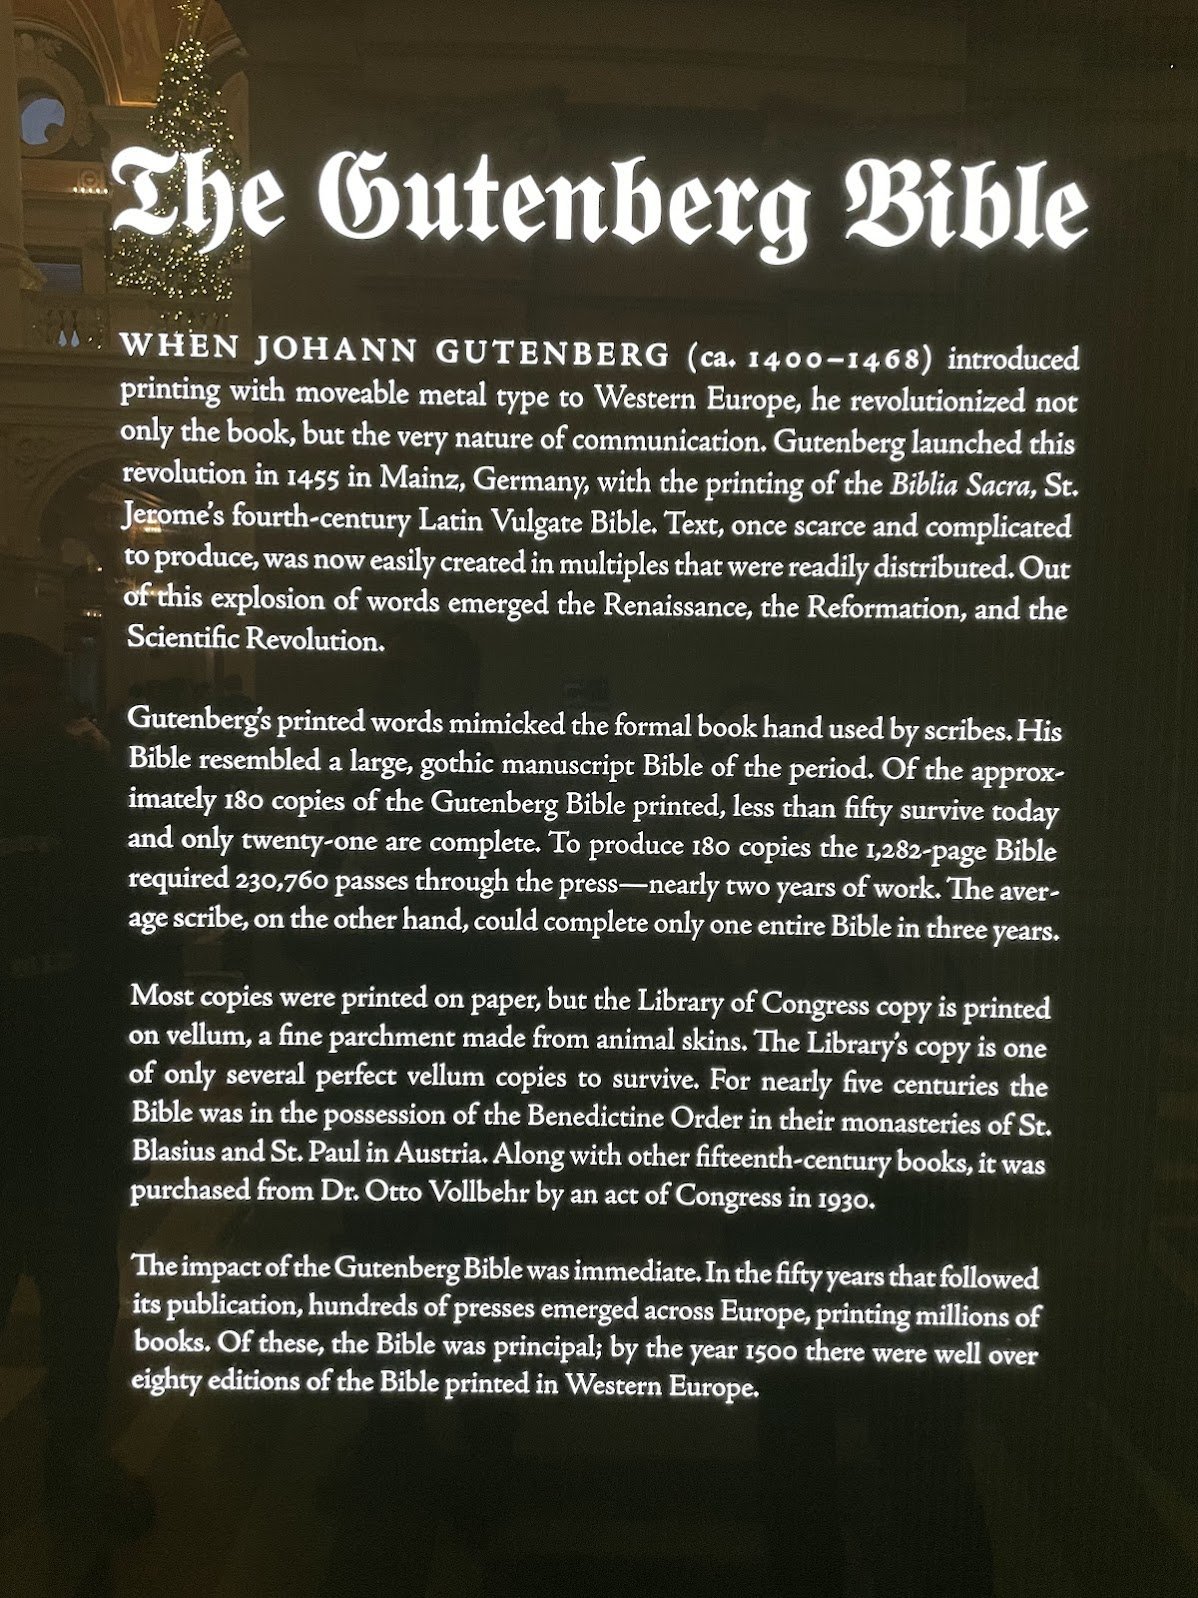 The Gutenberg Bible
WHEN JOHANN GUTENBERG (ca. 1400–1468) introduced
printing with moveable metal type to Western Europe, he revolutionized not
only the book, but the very nature of communication. Gutenberg launched this
revolution in 1455 in Mainz, Germany, with the printing of the Biblia Sacra, St.
Jerome's fourth-century Latin Vulgate Bible. Text, once scarce and complicated
to produce, was now easily created in multiples that were readily distributed. Out
of this explosion of words emerged the Renaissance, the Reformation, and the
Scientific Revolution.
Gutenberg's printed words mimicked the formal book hand used by scribes. His
Bible resembled a large, gothic manuscript Bible of the period. Of the approx-
imately 180 copies of the Gutenberg Bible printed, less than fifty survive today
and only twenty-one are complete. To produce 180 copies the 1,282-page Bible
required 230,760 passes through the press—nearly two years of work. The aver-
age scribe, on the other hand, could complete only one entire Bible in three years.
Most copies were printed on paper, but the Library of Congress copy is printed
on vellum, a fine parchment made from animal skins. The Library's copy is one
of only several perfect vellum copies to survive. For nearly five centuries the
Bible was in the possession of the Benedictine Order in their monasteries of St.
Blasius and St. Paul in Austria. Along with other fifteenth-century books, it was
purchased from Dr. Otto Vollbehr by an act of Congress in 1930.
The impact of the Gutenberg Bible was immediate. In the fifty years that followed
its publication, hundreds of presses emerged across Europe, printing millions of
books. Of these, the Bible was principal; by the year 1500 there were well over
eighty editions of the Bible printed in Western Europe.